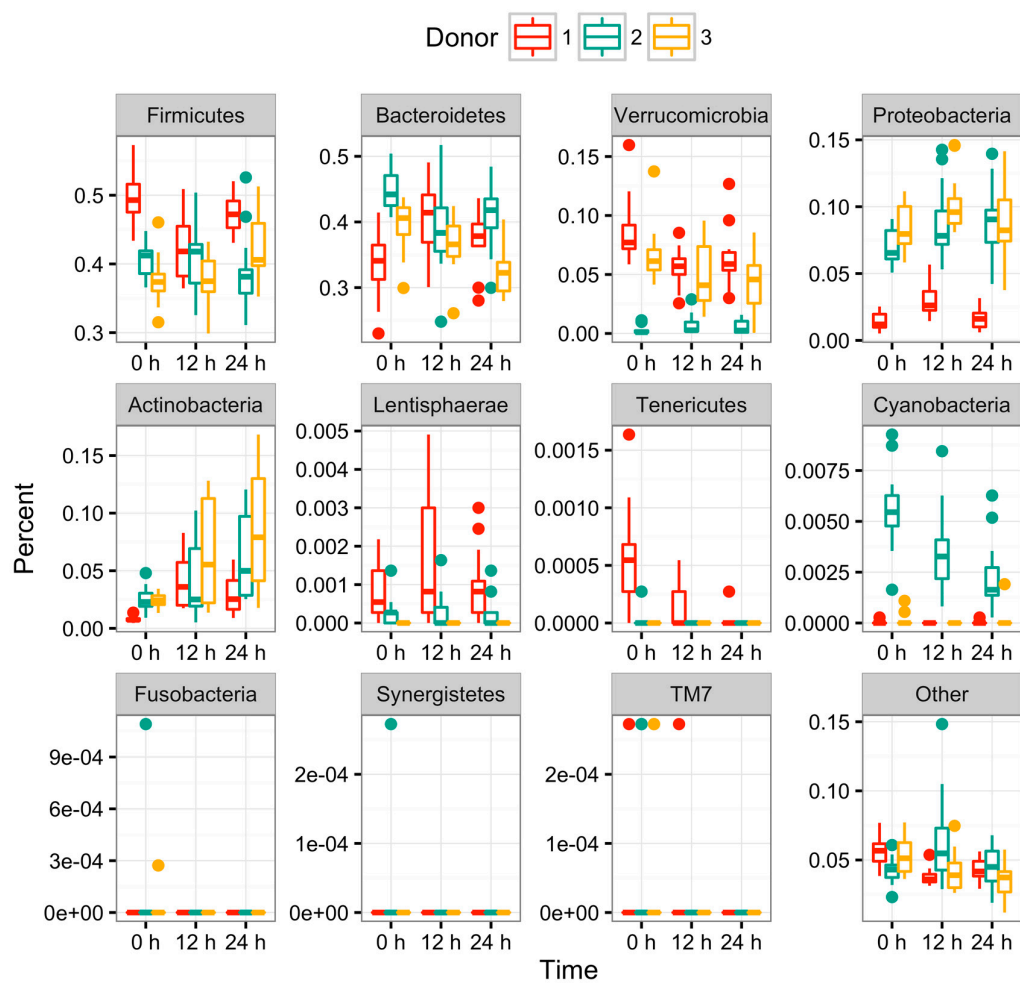 Donor 1 2 3
Firmicutes Bacteroidetes Verrucomicrobia Proteobacteria
0.5 0.5 0.15 0.15
0.4 0.4 0.10 0.10
0.3 0.3 0.05 0.05
0.00 0.00
0 h 12 h 24 h 0 h 12 h 24 h 0 h 12 h 24 h 0 h 12 h 24 h
Actinobacteria Lentisphaerae Tenericutes Cyanobacteria
0.15 0.005 0.0015 0.0075
0.10 0.004 0.0010 0.0050
0.05 0.003 0.0005 0.0025
0.00 0.002 0.0000 0.0000
0.001
0.000
0 h 12 h 24 h 0 h 12 h 24 h 0 h 12 h 24 h 0 h 12 h 24 h
Fusobacteria Synergistetes TM7 Other
9e-04 2e-04 2e-04 0.15
6e-04 1e-04 1e-04 0.10
3e-04 0e+00 0e+00 0.05
0e+00
0 h 12 h 24 h 0 h 12 h 24 h 0 h 12 h 24 h 0 h 12 h 24 h
Percent
Time